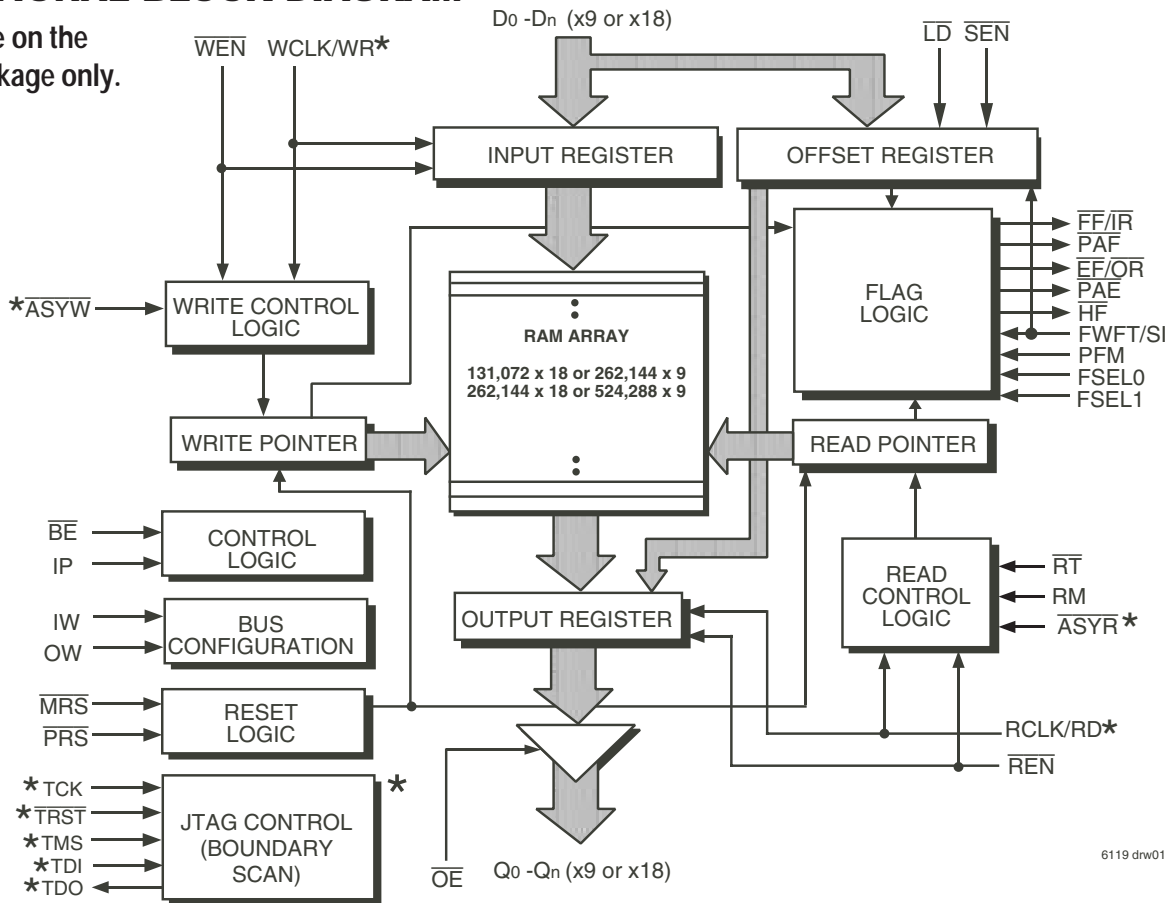 e on the
kage only.
D0 -Dn (x9 or x18)
WEN
WCLK/WR*
LD
SEN
INPUT REGISTER
OFFSET REGISTER
*ASYW
WRITE CONTROL
LOGIC
RAM ARRAY
131,072 x 18 or 262,144 x 9
262,144 x 18 or 524,288 x 9
FLAG
LOGIC
FF/IR
PAF
EF/OR
PAE
HF
FWFT/SI
PFM
FSEL0
FSEL1
WRITE POINTER
READ POINTER
BE
IP
CONTROL
LOGIC
READ
CONTROL
LOGIC
RT
RM
ASYR*
IW
OW
BUS
CONFIGURATION
OUTPUT REGISTER
MRS
PRS
RESET
LOGIC
RCLK/RD*
REN
*TCK
*TRST
*TMS
*TDI
*TDO
JTAG CONTROL
(BOUNDARY
SCAN)
*
OE
Q0 -Qn (x9 or x18)
6119 drw01